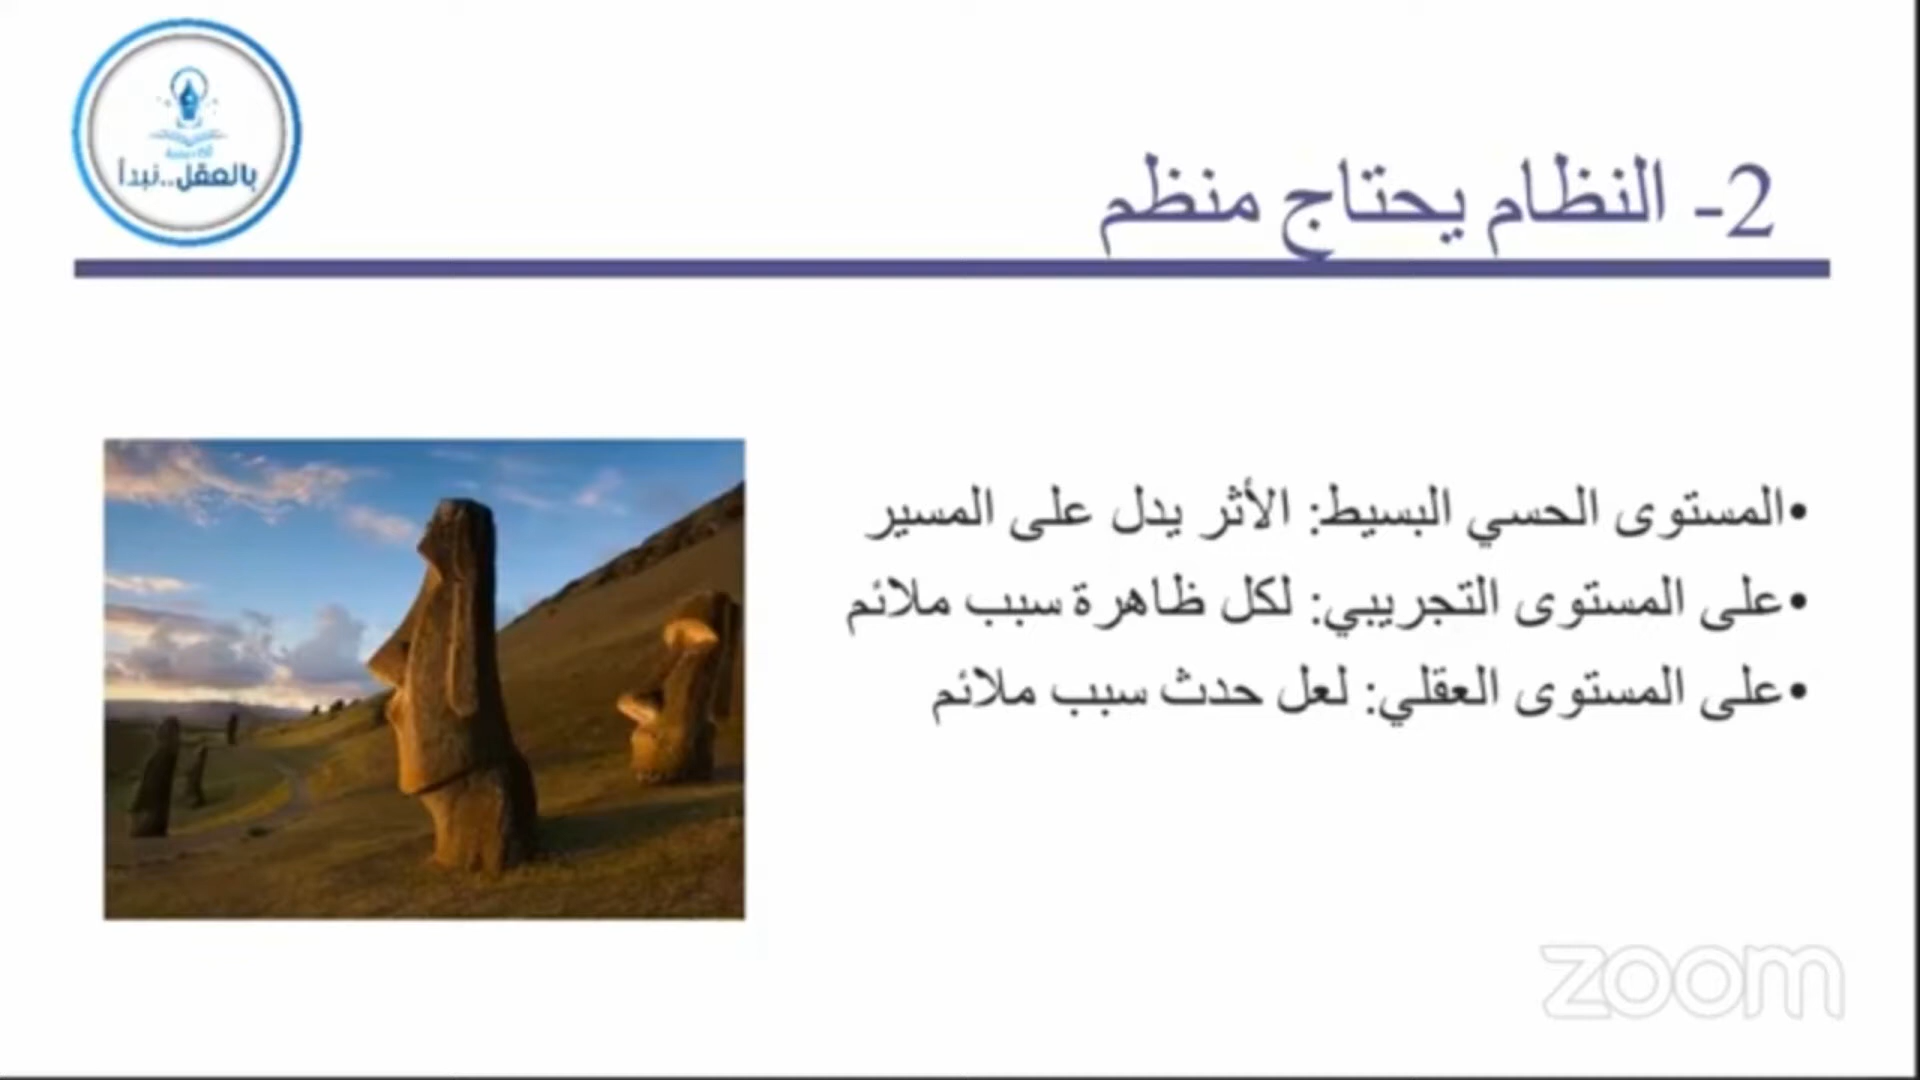 بالعقل..نبدأ
2- النظام يحتاج منظم
•المستوى الحسي البسيط: الأثر يدل على المسير
•على المستوى التجريبي: لكل ظاهرة سبب ملائم
•على المستوى العقلي: لعل حدث سبب ملائم
zoom